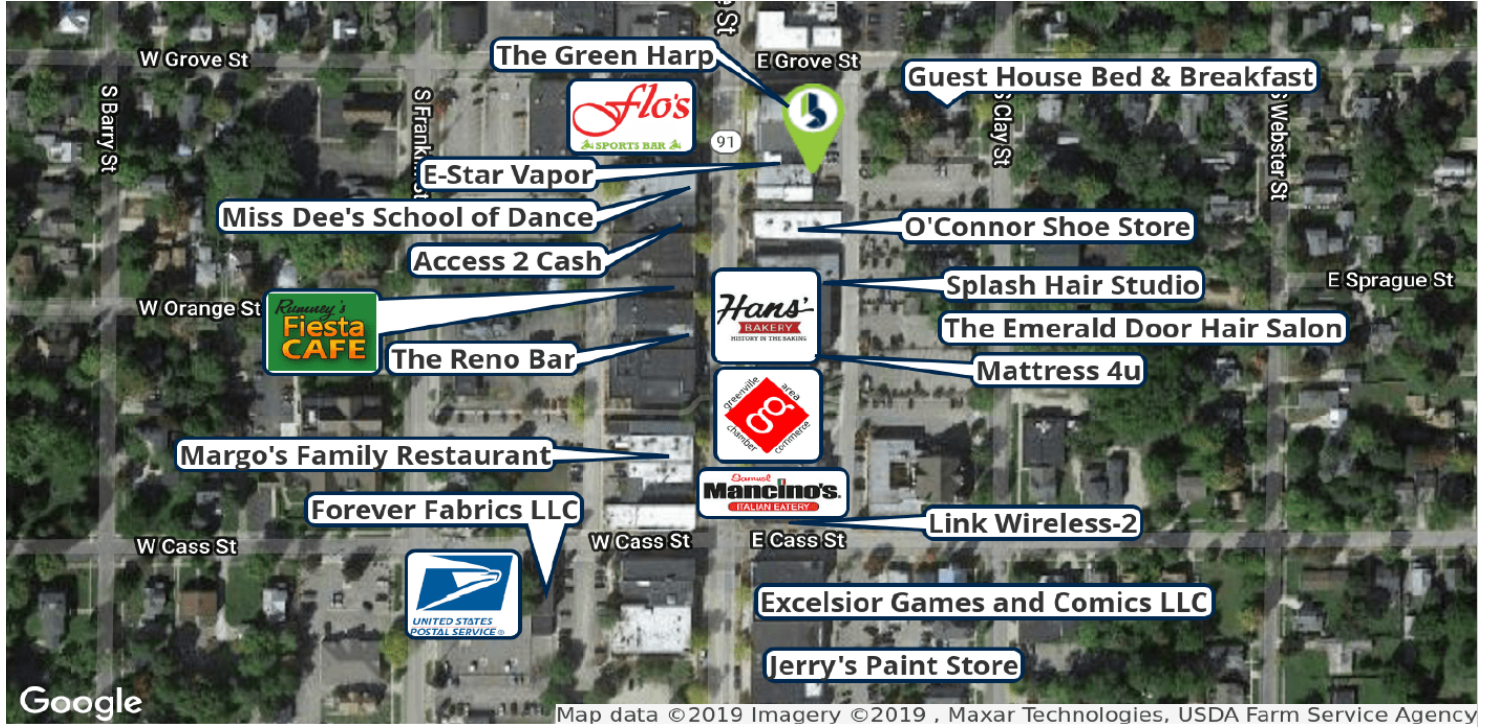 e St
W Grove St
The Green Harp
E Grove St
Guest House Bed & Breakfast
S Barry St
S Frankl
n St
Flo's
SPORTS BAR
91
S Clay St
S Webster St
E-Star Vapor
Miss Dee's School of Dance
O'Connor Shoe Store
Access 2 Cash
Splash Hair Studio
E Sprague St
W Orange St
Rumney's
Fiesta
CAFE
Hans'
BAKERY
HISTORY IN THE BAKING
The Emerald Door Hair Salon
The Reno Bar
Mattress 4u
greenville
area
chamber
commerce
Margo's Family Restaurant
Samuel
Mancino's.
ITALIAN EATERY
Forever Fabrics LLC
Link Wireless-2
W Cass St
W Cass St
E Cass St
UNITED STATES
POSTAL SERVICE®
Excelsior Games and Comics LLC
Jerry's Paint Store
Google
Map data ©2019 Imagery ©2019 , Maxar Technologies, USDA Farm Service Agency